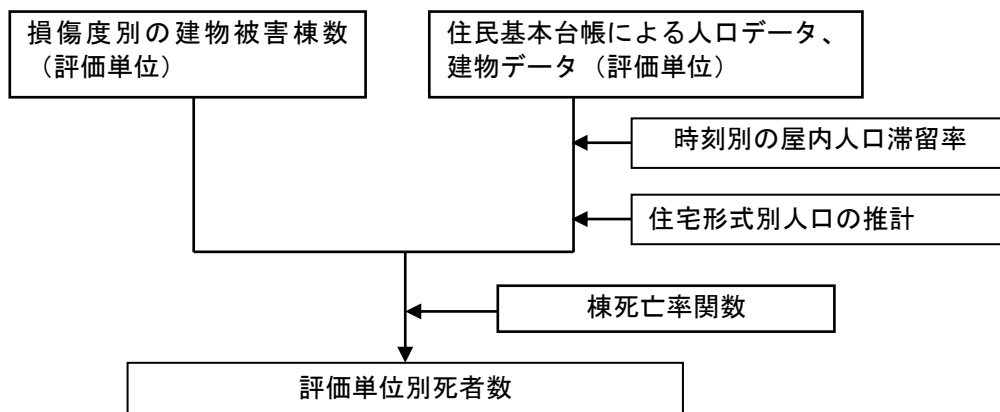 損傷度別の建物被害棟数
（評価単位）
住民基本台帳による人口データ、
建物データ（評価単位）
時刻別の屋内人口滞留率
住宅形式別人口の推計
棟死亡率関数
評価単位別死者数